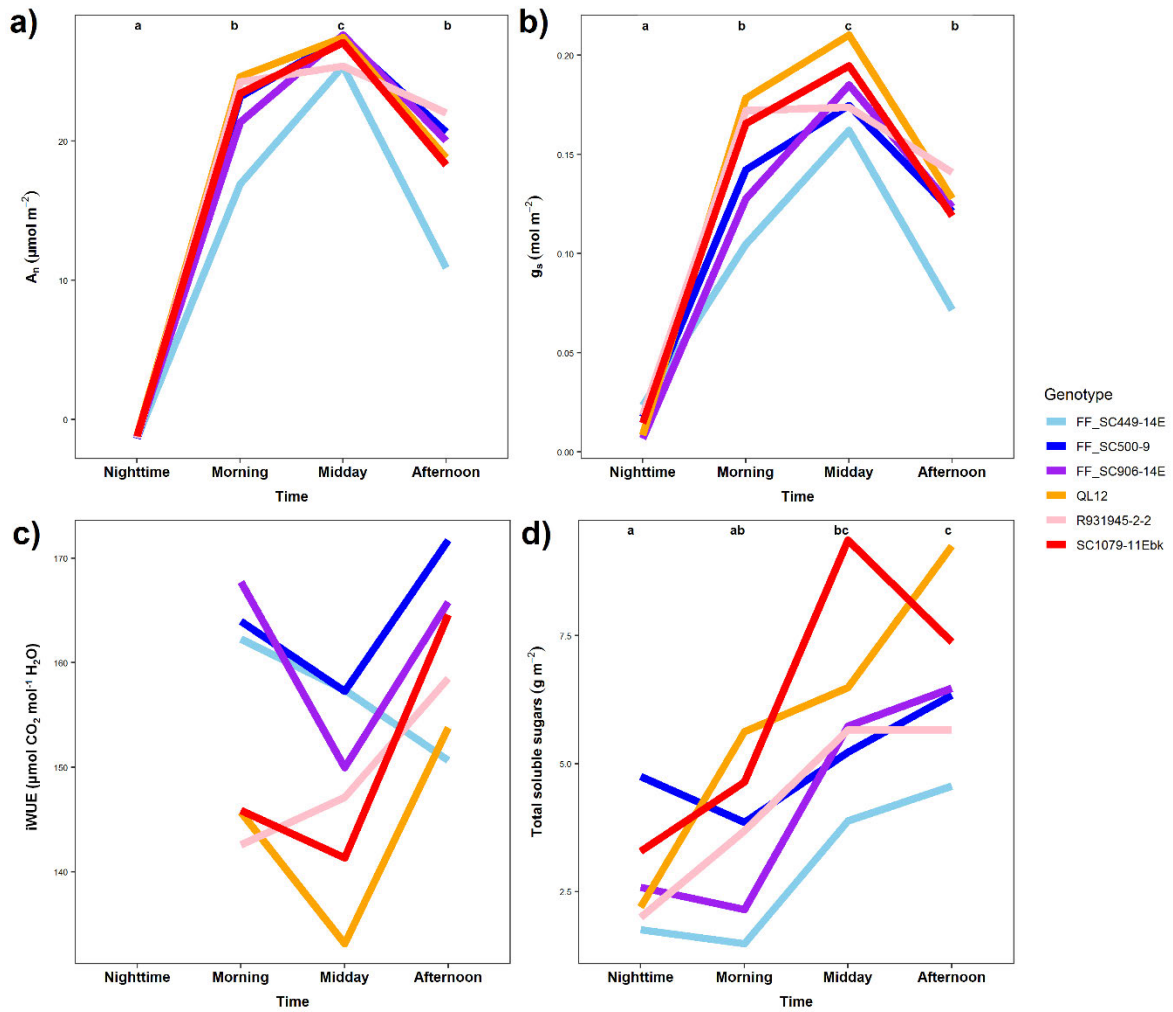 a)
a b c b
20
10
0
Aₙ (µmol m⁻²)
Nighttime Morning Midday Afternoon
Time
b)
a b c b
0.20
0.15
0.10
0.05
0.00
gₛ (mol m⁻²)
Nighttime Morning Midday Afternoon
Time
Genotype
FF_SC449-14E
FF_SC500-9
FF_SC906-14E
QL12
R931945-2-2
SC1079-11Ebk
c)
170
160
150
140
iWUE (µmol CO₂ mol⁻¹ H₂O)
Nighttime Morning Midday Afternoon
Time
d)
a ab bc c
7.5
5.0
2.5
Total soluble sugars (g m⁻²)
Nighttime Morning Midday Afternoon
Time